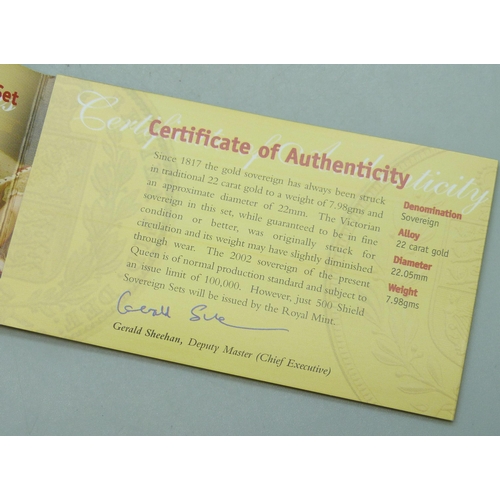 Set
Certificate of Authenticity
Certificate of Authenticity
Since 1817 the gold sovereign has always been struck
in traditional 22 carat gold to a weight of 7.98gms and
an approximate diameter of 22mm. The Victorian
sovereign in this set, while guaranteed to be in fine
condition or better, was originally struck for
circulation and its weight may have slightly diminished
through wear. The 2002 sovereign of the present
Queen is of normal production standard and subject to
an issue limit of 100,000. However, just 500 Shield
Sovereign Sets will be issued by the Royal Mint.
Gerald Sheehan, Deputy Master (Chief Executive)
Denomination
Sovereign
Alloy
22 carat gold
Diameter
22.05mm
Weight
7.98gms